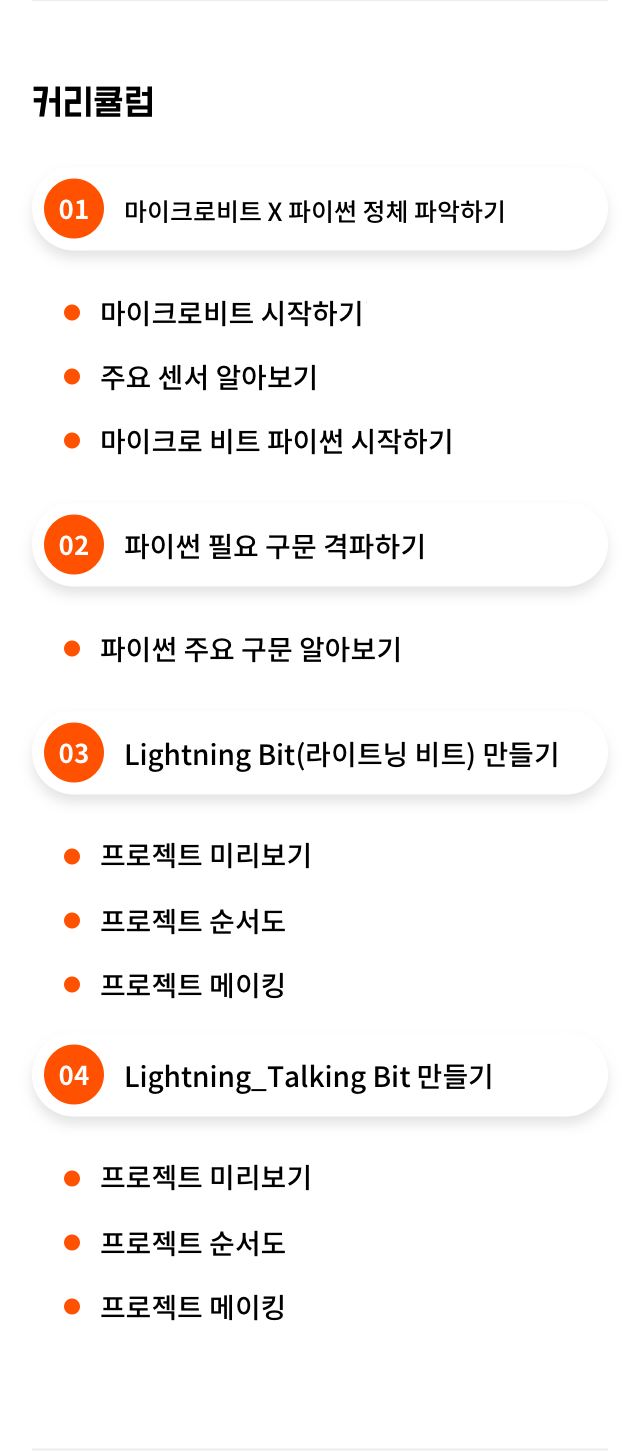 커리큘럼
01 마이크로비트 X 파이썬 정체 파악하기
마이크로비트 시작하기
주요 센서 알아보기
마이크로 비트 파이썬 시작하기
02 파이썬 필요 구문 격파하기
파이썬 주요 구문 알아보기
03 Lightning Bit(라이트닝 비트) 만들기
프로젝트 미리보기
프로젝트 순서도
프로젝트 메이킹
04 Lightning_Talking Bit 만들기
프로젝트 미리보기
프로젝트 순서도
프로젝트 메이킹